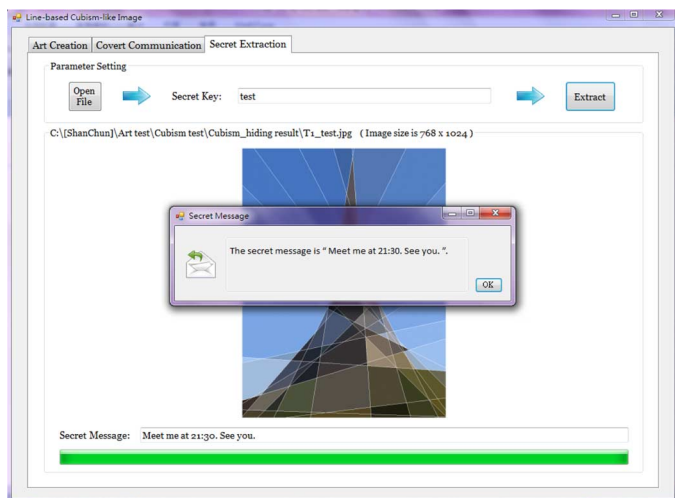 Line-based Cubism-like Image
Art Creation Covert Communication Secret Extraction
Parameter Setting
Open File
Secret Key: test
Extract
C:\[ShanChun]\Art test\Cubism test\Cubism_hiding result\T1_test.jpg ( Image size is 768 x 1024 )
Secret Message
The secret message is “ Meet me at 21:30. See you. ”.
OK
Secret Message: Meet me at 21:30. See you.